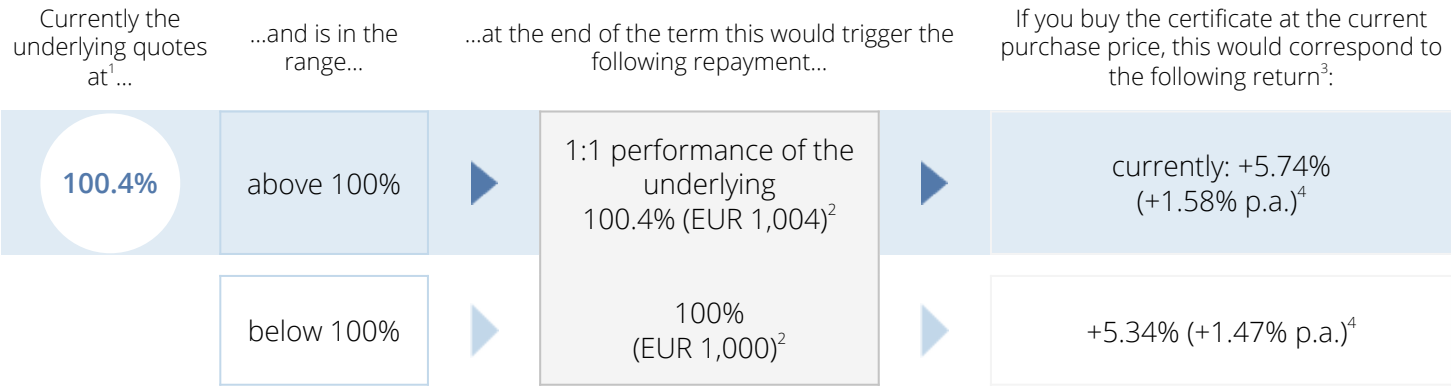 Currently the
underlying quotes
at¹...
...and is in the
range...
...at the end of the term this would trigger the
following repayment...
If you buy the certificate at the current
purchase price, this would correspond to
the following return³:
100.4%
above 100%
1:1 performance of the
underlying
100.4% (EUR 1,004)²
currently: +5.74%
(+1.58% p.a.)⁴
below 100%
100%
(EUR 1,000)²
+5.34% (+1.47% p.a.)⁴